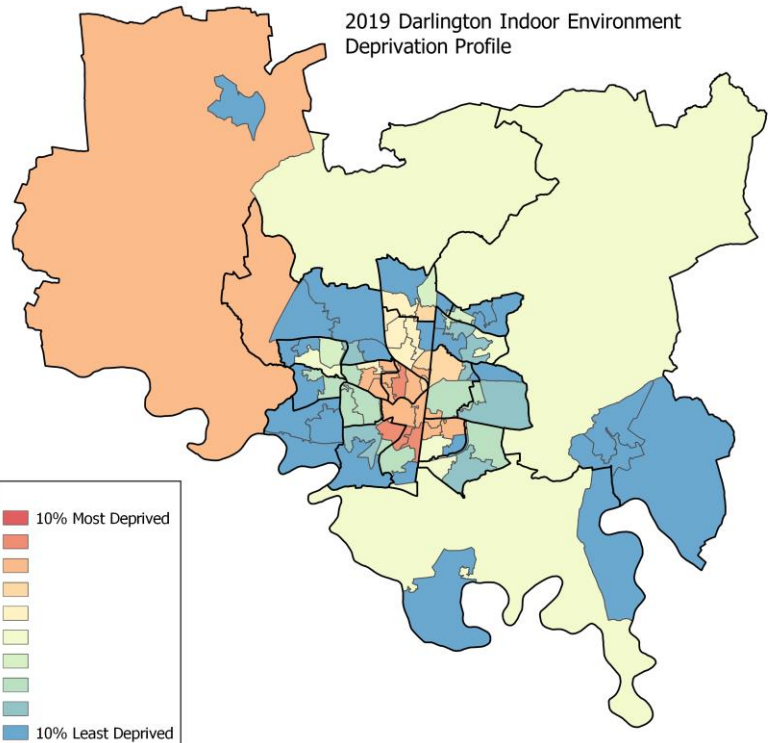 2019 Darlington Indoor Environment
Deprivation Profile
10% Most Deprived
10% Least Deprived